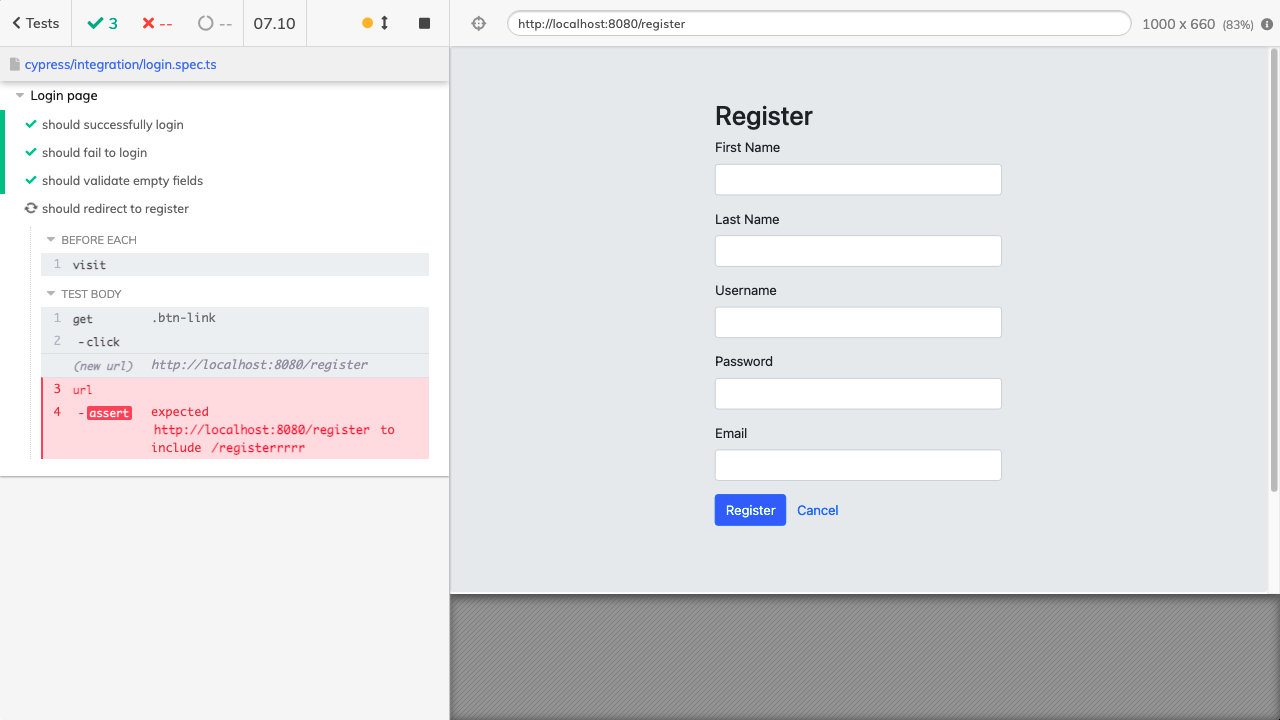 Tests
3
--
--
07.10
http://localhost:8080/register
1000 x 660 (83%)
cypress/integration/login.spec.ts
Login page
should successfully login
should fail to login
should validate empty fields
should redirect to register
BEFORE EACH
1 visit
TEST BODY
1 get .btn-link
2 -click
(new url) http://localhost:8080/register
3 url
4 -assert expected
http://localhost:8080/register to
include /registerrrrr
Register
First Name
Last Name
Username
Password
Email
Register Cancel